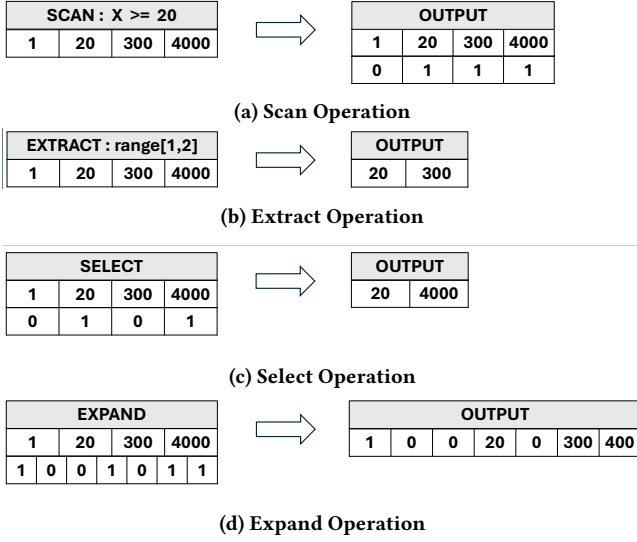 SCAN : X >= 20 OUTPUT
1 20 300 4000 1 20 300 4000
0 1 1 1
(a) Scan Operation
EXTRACT : range[1,2] OUTPUT
1 20 300 4000 20 300
(b) Extract Operation
SELECT OUTPUT
1 20 300 4000 20 4000
0 1 0 1
(c) Select Operation
EXPAND OUTPUT
1 20 300 4000 1 0 0 20 0 300 400
1 0 0 1 0 1 1
(d) Expand Operation